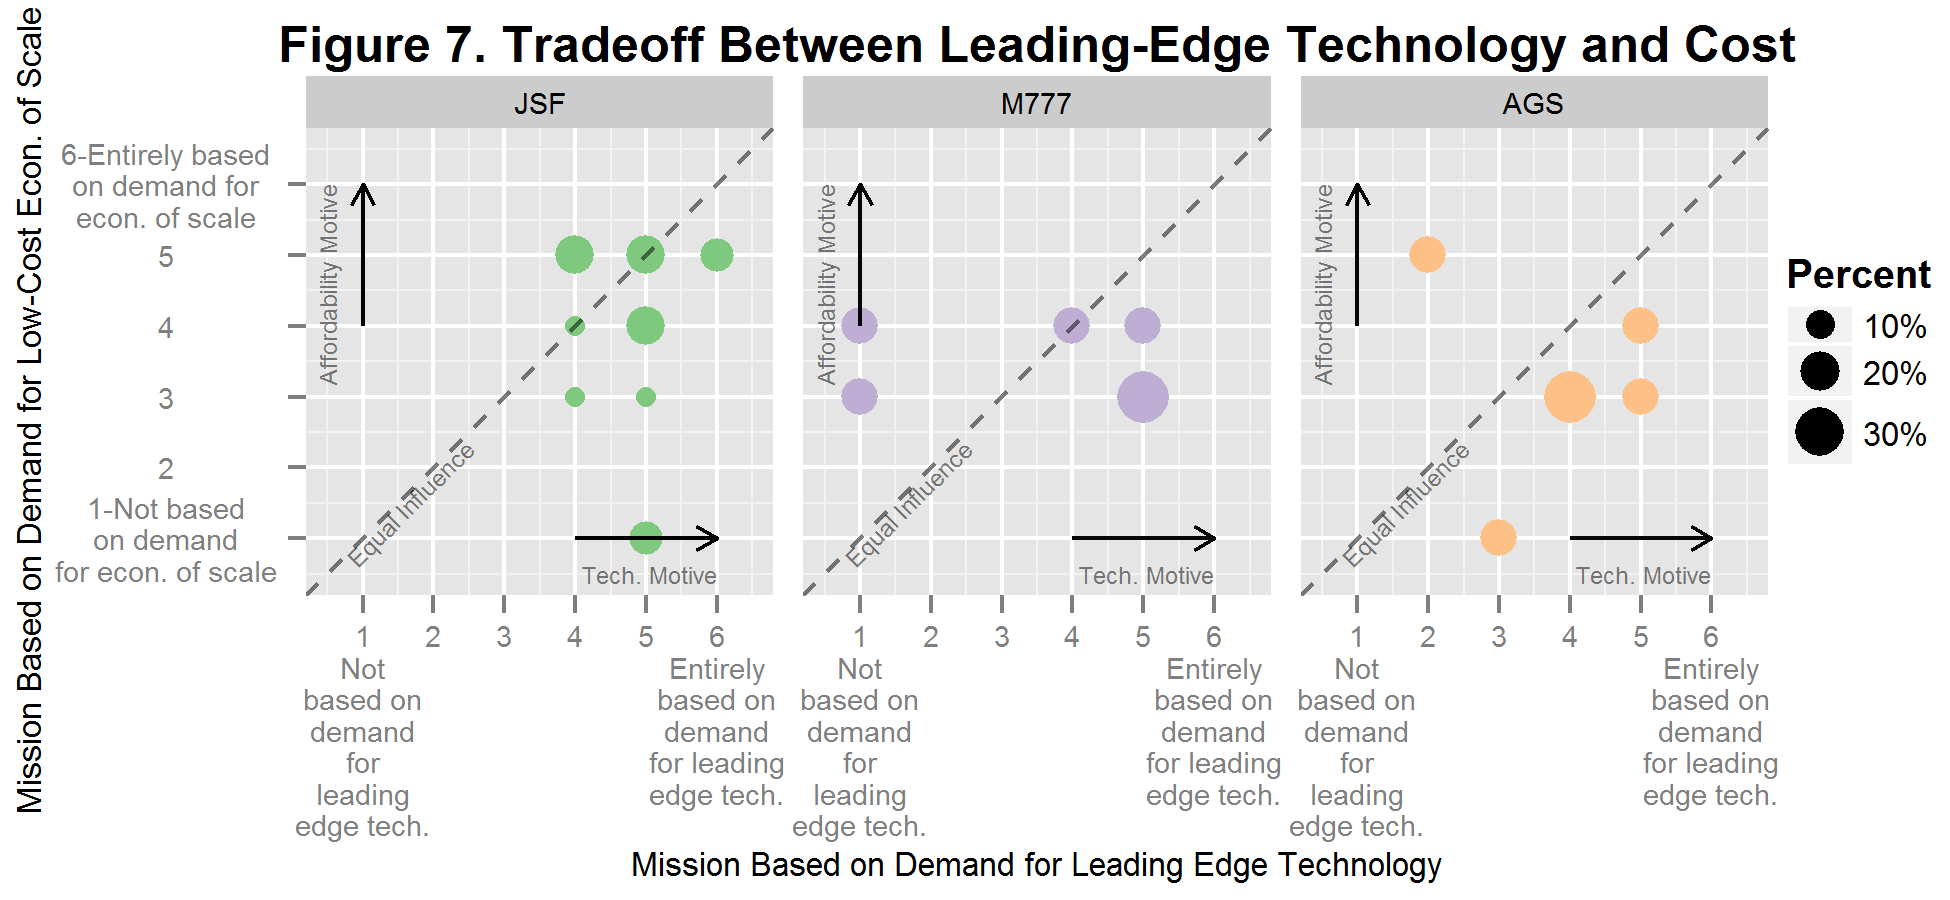 Figure 7. Tradeoff Between Leading-Edge Technology and Cost
Mission Based on Demand for Low-Cost Econ. of Scale
JSF
M777
AGS
6-Entirely based
on demand for
econ. of scale
5
4
3
2
1-Not based
on demand
for econ. of scale
Affordability Motive
Equal Influence
Tech. Motive
Affordability Motive
Equal Influence
Tech. Motive
Affordability Motive
Equal Influence
Tech. Motive
Percent
10%
20%
30%
1
Not
based on
demand
for
leading
edge tech.
2
3
4
5
6
Entirely
based on
demand
for leading
edge tech.
1
Not
based on
demand
for
leading
edge tech.
2
3
4
5
6
Entirely
based on
demand
for leading
edge tech.
1
Not
based on
demand
for
leading
edge tech.
2
3
4
5
6
Entirely
based on
demand
for leading
edge tech.
Mission Based on Demand for Leading Edge Technology